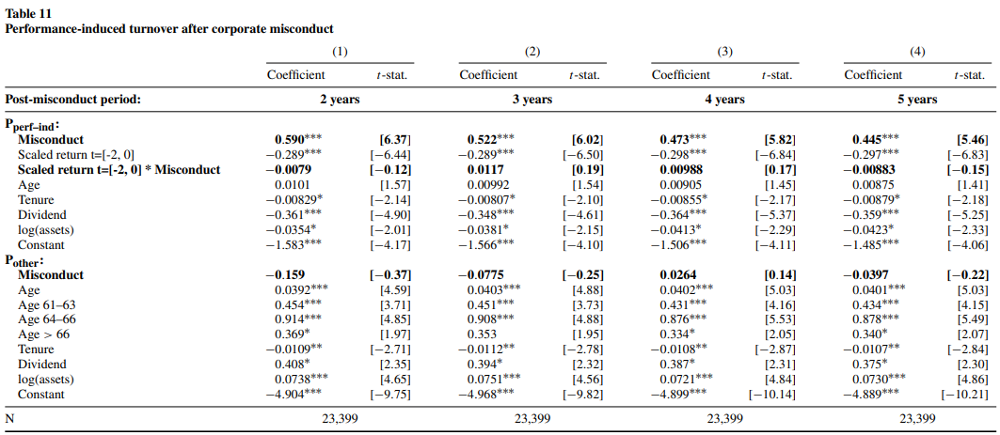 Table 11
Performance-induced turnover after corporate misconduct
(1) (2) (3) (4)
Coefficient t-stat. Coefficient t-stat. Coefficient t-stat. Coefficient t-stat.
Post-misconduct period: 2 years 3 years 4 years 5 years
Pperf–ind:
Misconduct 0.590*** [6.37] 0.522*** [6.02] 0.473*** [5.82] 0.445*** [5.46]
Scaled return t=[-2, 0] −0.289*** [−6.44] −0.289*** [−6.50] −0.298*** [−6.84] −0.297*** [−6.83]
Scaled return t=[-2, 0] * Misconduct −0.0079 [−0.12] 0.0117 [0.19] 0.00988 [0.17] −0.00883 [−0.15]
Age 0.0101 [1.57] 0.00992 [1.54] 0.00905 [1.45] 0.00875 [1.41]
Tenure −0.00829* [−2.14] −0.00807* [−2.10] −0.00855* [−2.17] −0.00879* [−2.18]
Dividend −0.361*** [−4.90] −0.348*** [−4.61] −0.364*** [−5.37] −0.359*** [−5.25]
log(assets) −0.0354* [−2.01] −0.0381* [−2.15] −0.0413* [−2.29] −0.0423* [−2.33]
Constant −1.583*** [−4.17] −1.566*** [−4.10] −1.506*** [−4.11] −1.485*** [−4.06]
Pother:
Misconduct −0.159 [−0.37] −0.0775 [−0.25] 0.0264 [0.14] −0.0397 [−0.22]
Age 0.0392*** [4.59] 0.0403*** [4.88] 0.0402*** [5.03] 0.0401*** [5.03]
Age 61–63 0.454*** [3.71] 0.451*** [3.73] 0.431*** [4.16] 0.434*** [4.15]
Age 64–66 0.914*** [4.85] 0.908*** [4.88] 0.876*** [5.53] 0.878*** [5.49]
Age > 66 0.369* [1.97] 0.353 [1.95] 0.334* [2.05] 0.340* [2.07]
Tenure −0.0109** [−2.71] −0.0112** [−2.78] −0.0108** [−2.87] −0.0107** [−2.84]
Dividend 0.408* [2.35] 0.394* [2.32] 0.387* [2.31] 0.375* [2.30]
log(assets) 0.0738*** [4.65] 0.0751*** [4.56] 0.0721*** [4.84] 0.0730*** [4.86]
Constant −4.904*** [−9.75] −4.968*** [−9.82] −4.899*** [−10.14] −4.889*** [−10.21]
N 23,399 23,399 23,399 23,399